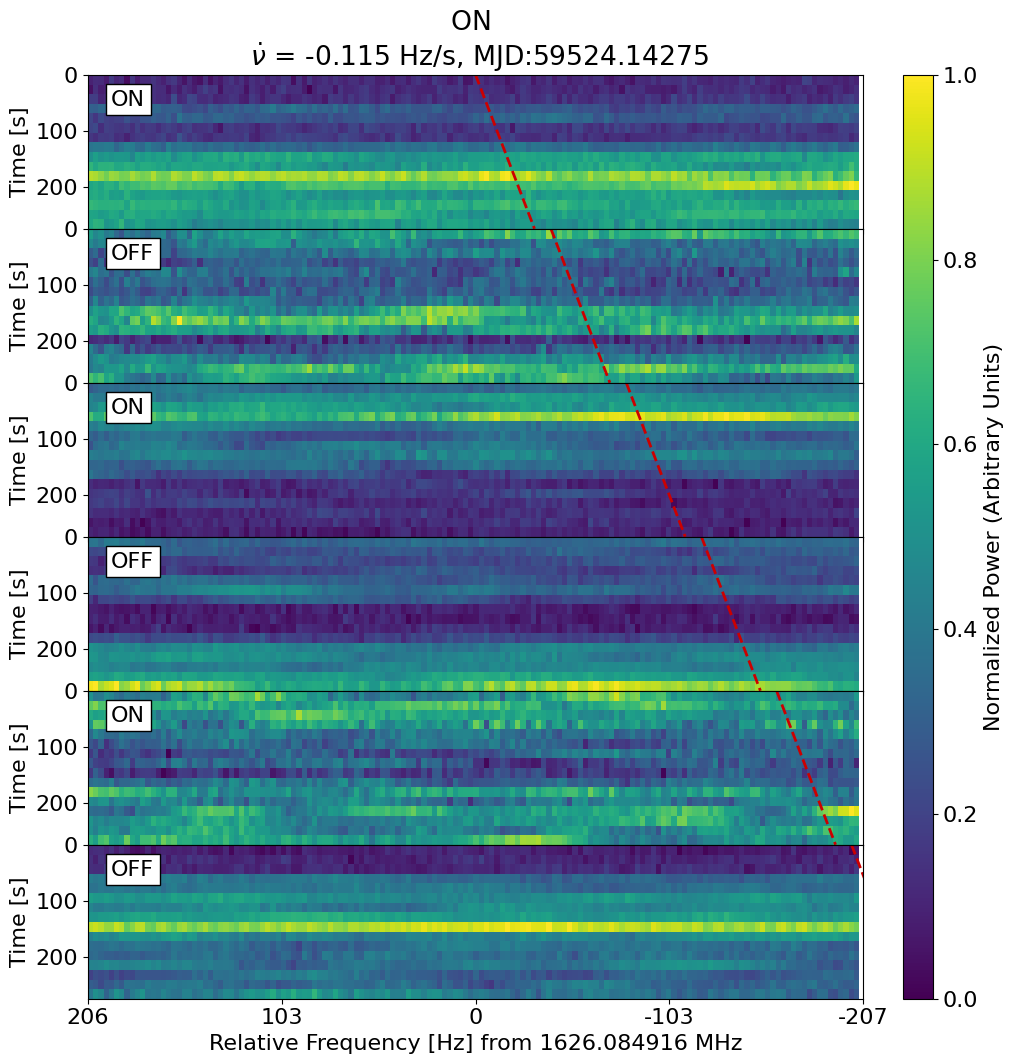 ON
ν̇ = -0.115 Hz/s, MJD:59524.14275
0
100
200
Time [s]
ON
0
100
200
Time [s]
OFF
0
100
200
Time [s]
ON
0
100
200
Time [s]
OFF
0
100
200
Time [s]
ON
0
100
200
Time [s]
OFF
206 103 0 -103 -207
Relative Frequency [Hz] from 1626.084916 MHz
1.0
0.8
0.6
0.4
0.2
0.0
Normalized Power (Arbitrary Units)